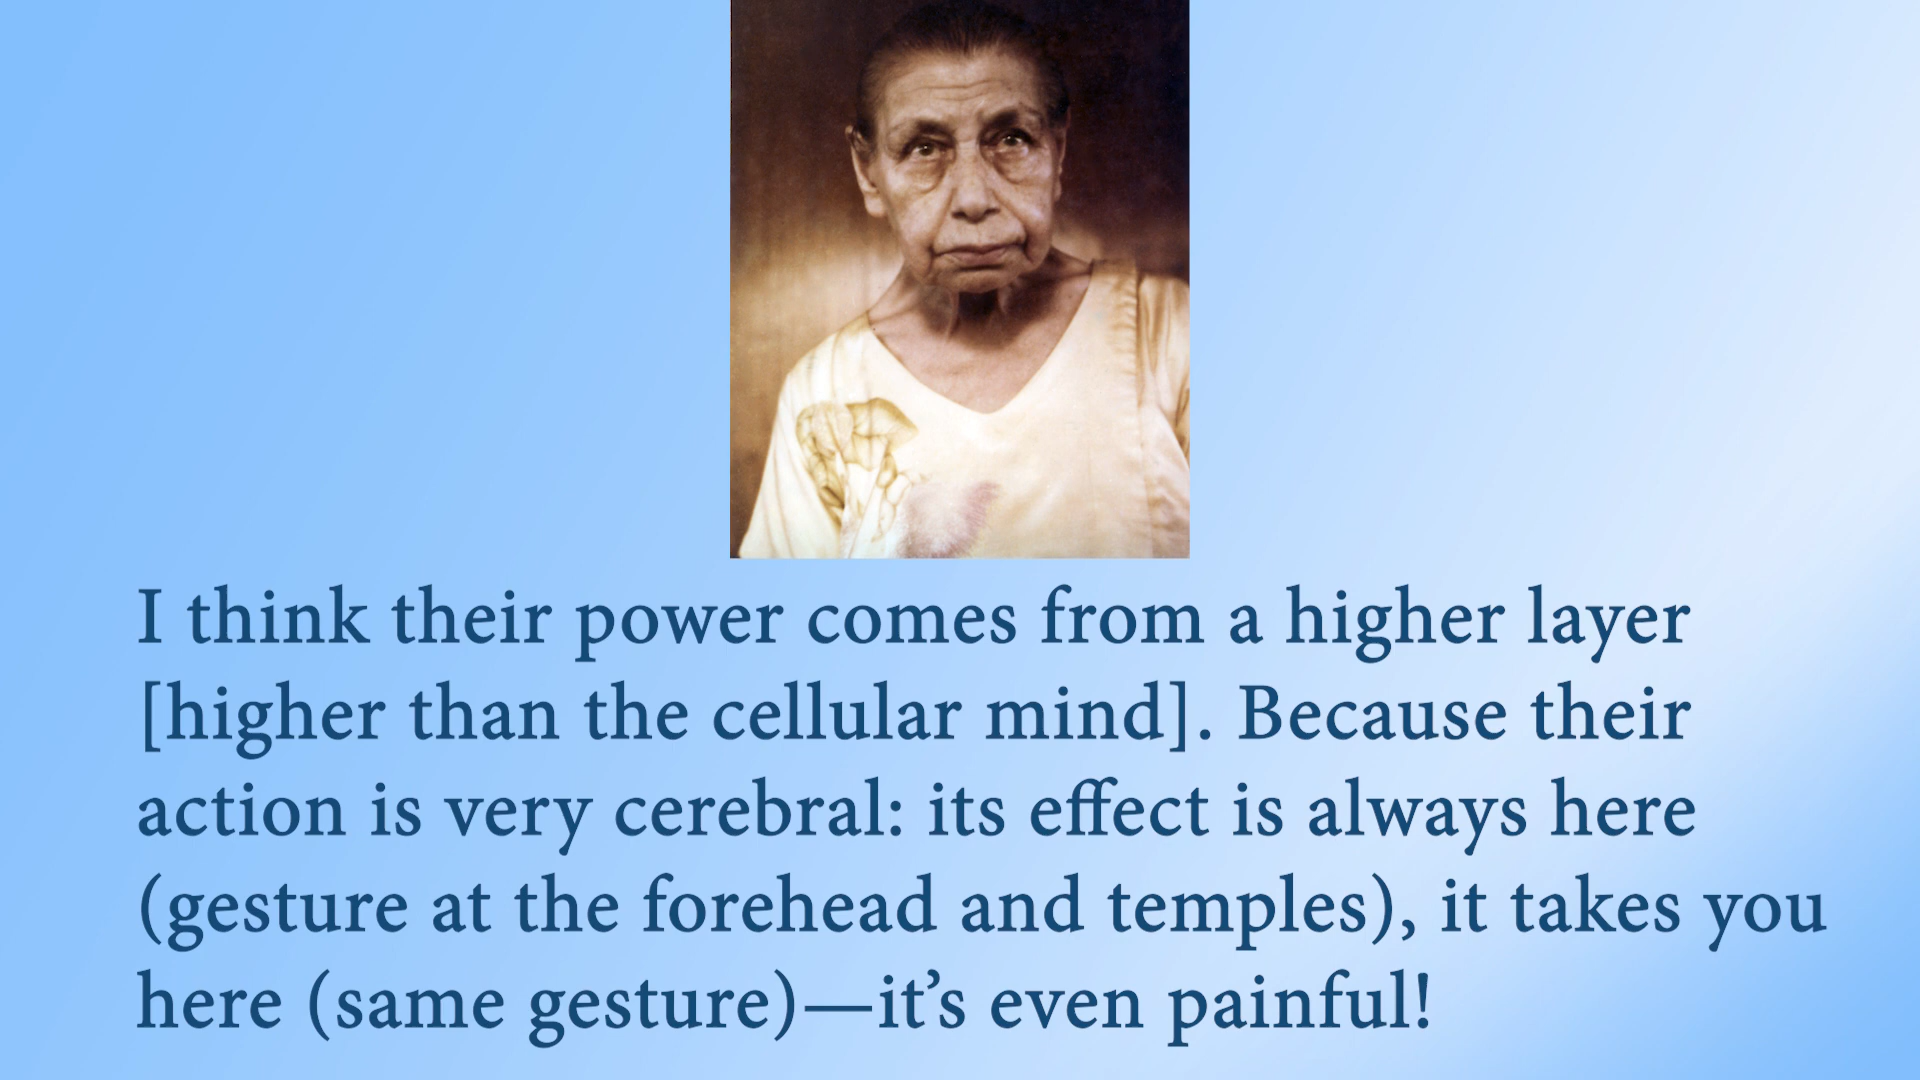 I think their power comes from a higher layer
[higher than the cellular mind]. Because their
action is very cerebral: its effect is always here
(gesture at the forehead and temples), it takes you
here (same gesture)—it’s even painful!